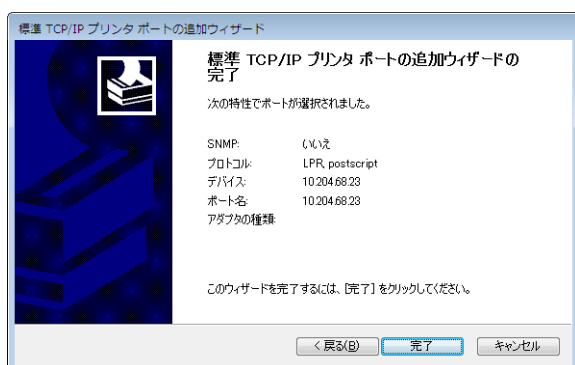 標準 TCP/IP プリンタ ポートの追加ウィザード
標準 TCP/IP プリンタ ポートの追加ウィザードの
完了
次の特性でポートが選択されました。
SNMP: いいえ
プロトコル: LPR, postscript
デバイス: 10.204.68.23
ポート名: 10.204.68.23
アダプタの種類:
このウィザードを完了するには、[完了] をクリックしてください。
< 戻る(B) 完了 キャンセル